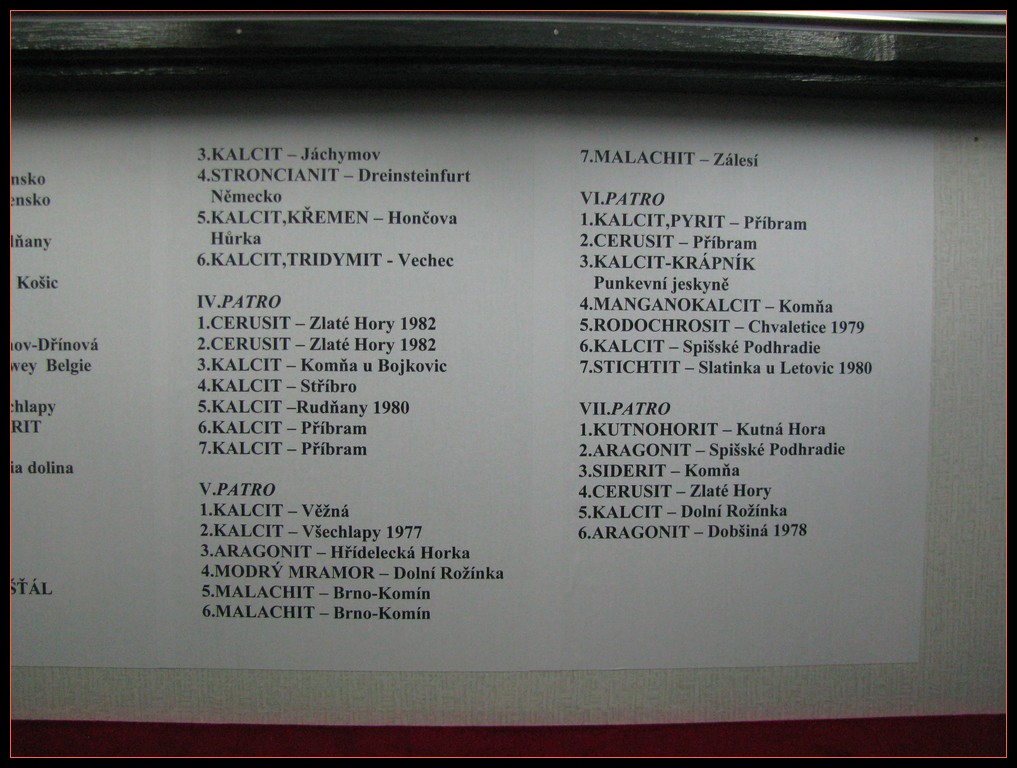 nsko
ensko
Košic
Belgie
dolina
3.KALCIT – Jáchymov
4.STRONCIANIT – Dreinsteinfurt
Německo
5.KALCIT,KŘEMEN – Hončova
Hůrka
6.KALCIT,TRIDYMIT - Vechec
IV.PATRO
1.CERUSIT – Zlaté Hory 1982
2.CERUSIT – Zlaté Hory 1982
3.KALCIT – Komňa u Bojkovic
4.KALCIT – Stříbro
5.KALCIT –Rudňany 1980
6.KALCIT – Příbram
7.KALCIT – Příbram
V.PATRO
1.KALCIT – Věžná
2.KALCIT – Všechlapy 1977
3.ARAGONIT – Hřídelecká Horka
4.MODRÝ MRAMOR – Dolní Rožínka
5.MALACHIT – Brno-Komín
6.MALACHIT – Brno-Komín
7.MALACHIT – Zálesí
VI.PATRO
1.KALCIT,PYRIT – Příbram
2.CERUSIT – Příbram
3.KALCIT-KRÁPNÍK
Punkevní jeskyně
4.MANGANOKALCIT – Komňa
5.RODOCHROSIT – Chvaletice 1979
6.KALCIT – Spišské Podhradie
7.STICHTIT – Slatinka u Letovic 1980
VII.PATRO
1.KUTNOHORIT – Kutná Hora
2.ARAGONIT – Spišské Podhradie
3.SIDERIT – Komňa
4.CERUSIT – Zlaté Hory
5.KALCIT – Dolní Rožínka
6.ARAGONIT – Dobšiná 1978